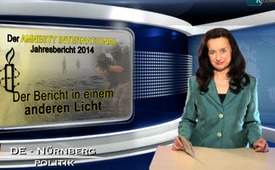 Der AMNESTY INTERNATIONAL
Jahresbericht 2014
Der Bericht in einem
anderen Licht
DE - NÜRNBERG
POLITIK